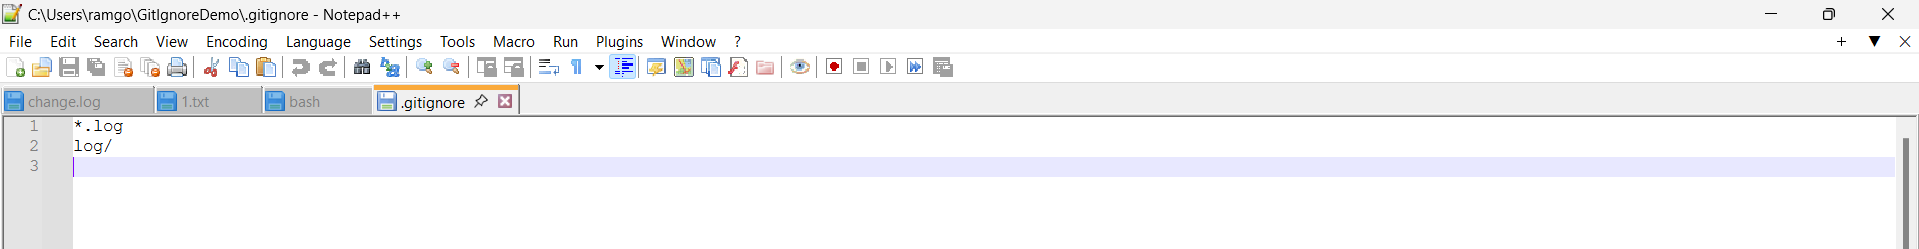 C:\Users\ramgo\GitIgnoreDemo\.gitignore - Notepad++
File Edit Search View Encoding Language Settings Tools Macro Run Plugins Window ?
change.log 1.txt bash .gitignore
1 *.log
2 log/
3